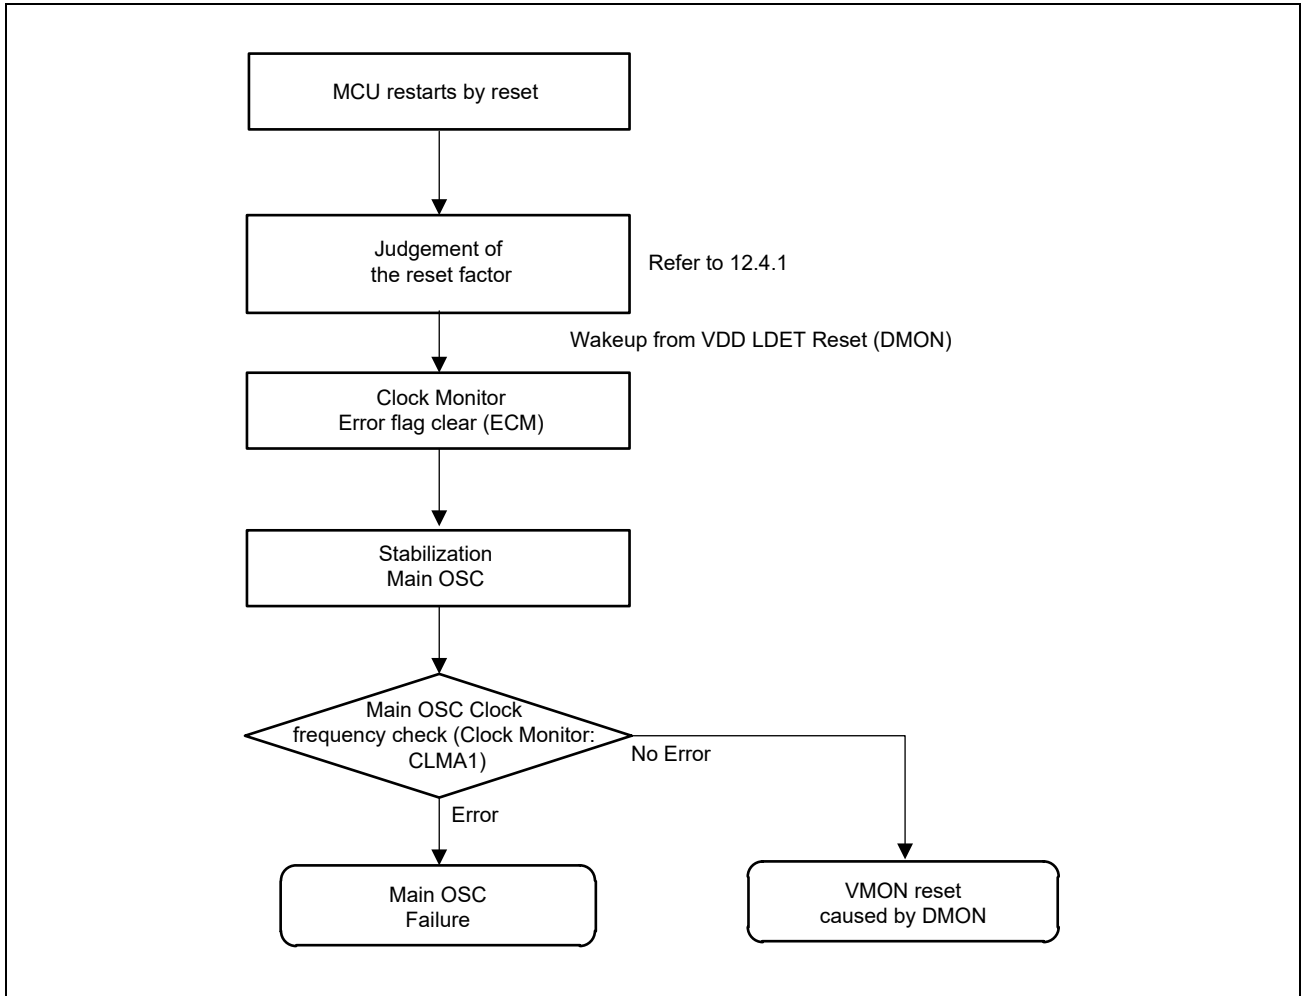 MCU restarts by reset
Judgement of
the reset factor
Refer to 12.4.1
Wakeup from VDD LDET Reset (DMON)
Clock Monitor
Error flag clear (ECM)
Stabilization
Main OSC
Main OSC Clock
frequency check (Clock Monitor:
CLMA1)
No Error
Error
Main OSC
Failure
VMON reset
caused by DMON